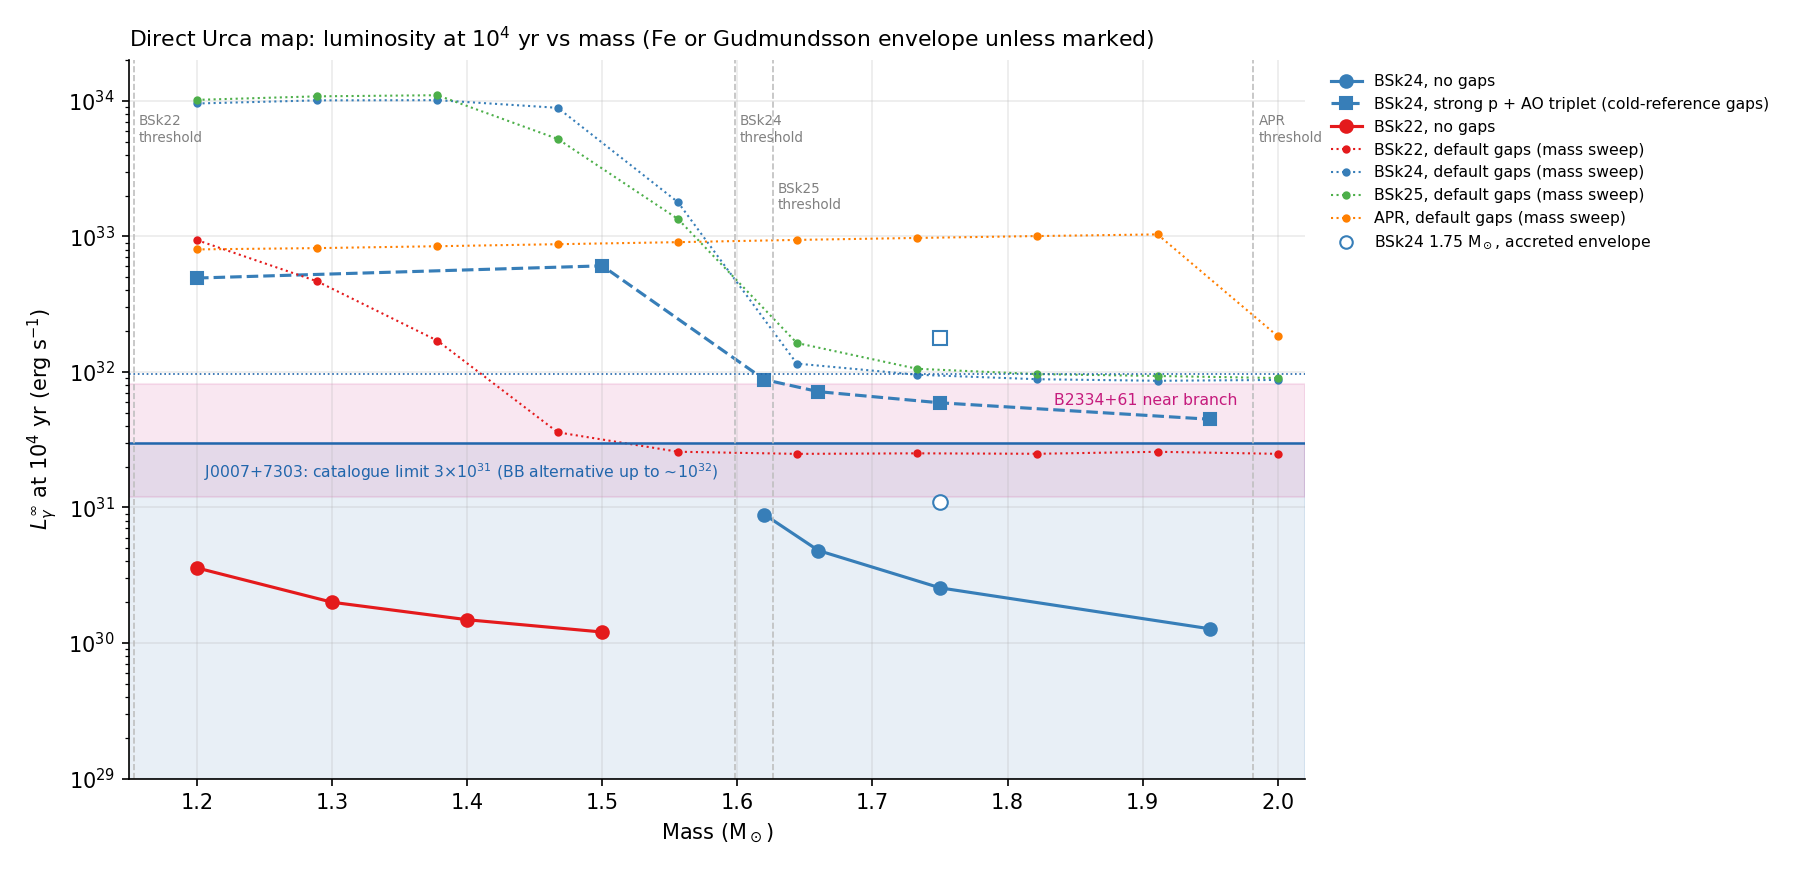 Direct Urca map: luminosity at 10⁴ yr vs mass (Fe or Gudmundsson envelope unless marked)
10³⁴
10³³
10³²
10³¹
10³⁰
10²⁹
L_γ^∞ at 10⁴ yr (erg s⁻¹)
BSk22
threshold
BSk24
threshold
BSk25
threshold
APR
threshold
B2334+61 near branch
J0007+7303: catalogue limit 3×10³¹ (BB alternative up to ~10³²)
1.2 1.3 1.4 1.5 1.6 1.7 1.8 1.9 2.0
Mass (M☉)
BSk24, no gaps
BSk24, strong p + AO triplet (cold-reference gaps)
BSk22, no gaps
BSk22, default gaps (mass sweep)
BSk24, default gaps (mass sweep)
BSk25, default gaps (mass sweep)
APR, default gaps (mass sweep)
BSk24 1.75 M☉, accreted envelope